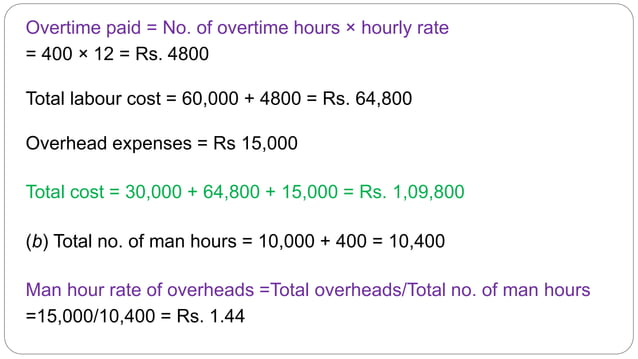 Overtime paid = No. of overtime hours × hourly rate
= 400 × 12 = Rs. 4800
Total labour cost = 60,000 + 4800 = Rs. 64,800
Overhead expenses = Rs 15,000
Total cost = 30,000 + 64,800 + 15,000 = Rs. 1,09,800
(b) Total no. of man hours = 10,000 + 400 = 10,400
Man hour rate of overheads =Total overheads/Total no. of man hours
=15,000/10,400 = Rs. 1.44